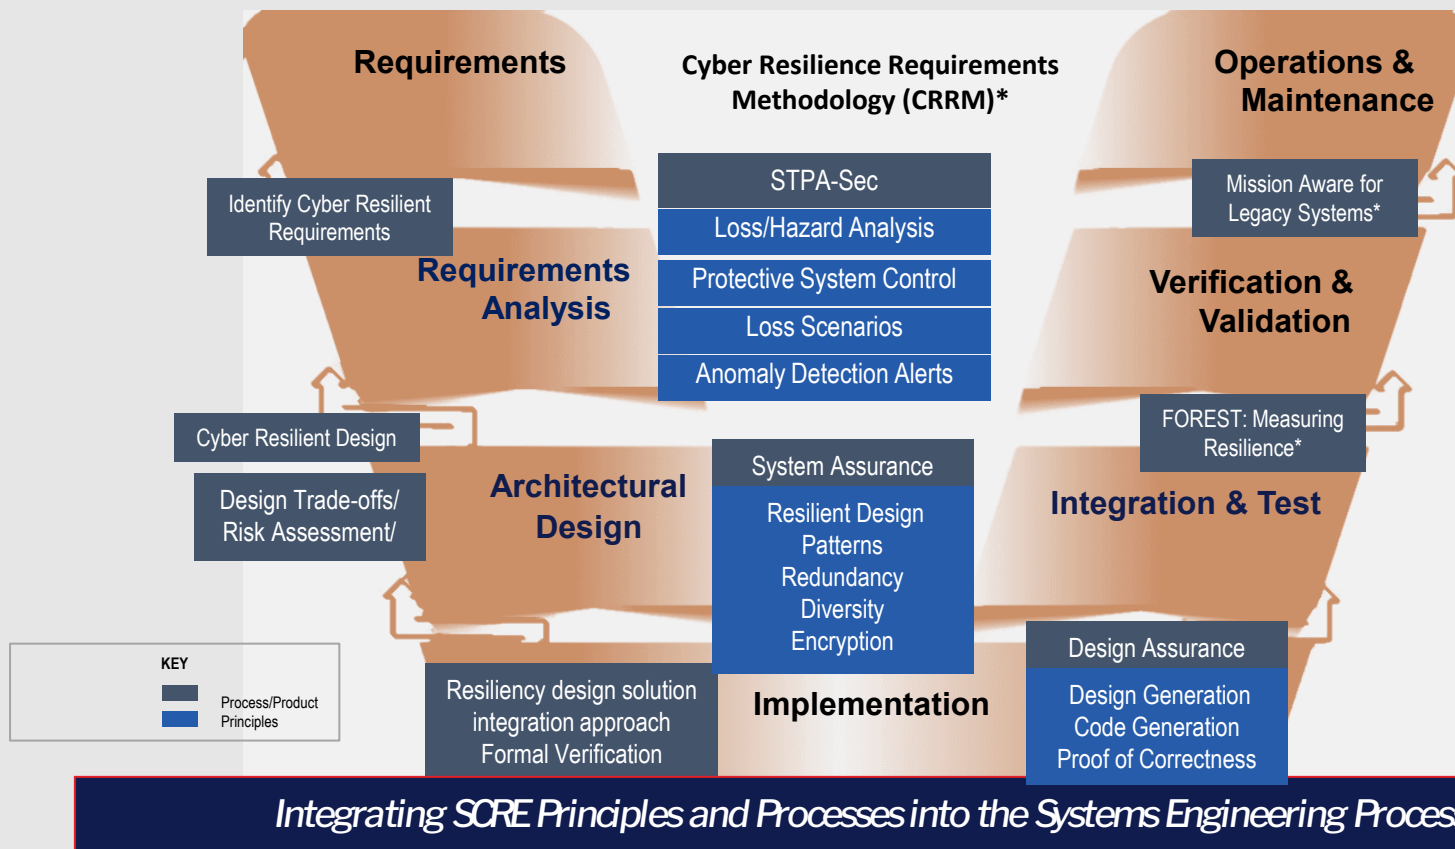 Requirements
Cyber Resilience Requirements
Methodology (CRRM)*
Operations &
Maintenance
Identify Cyber Resilient
Requirements
STPA-Sec
Loss/Hazard Analysis
Protective System Control
Loss Scenarios
Anomaly Detection Alerts
Mission Aware for
Legacy Systems*
Requirements
Analysis
Verification &
Validation
Cyber Resilient Design
Design Trade-offs/
Risk Assessment/
FOREST: Measuring
Resilience*
Architectural
Design
System Assurance
Resilient Design
Patterns
Redundancy
Diversity
Encryption
Integration & Test
KEY
Process/Product
Principles
Resiliency design solution
integration approach
Formal Verification
Implementation
Design Assurance
Design Generation
Code Generation
Proof of Correctness
Integrating SCRE Principles and Processes into the Systems Engineering Proces